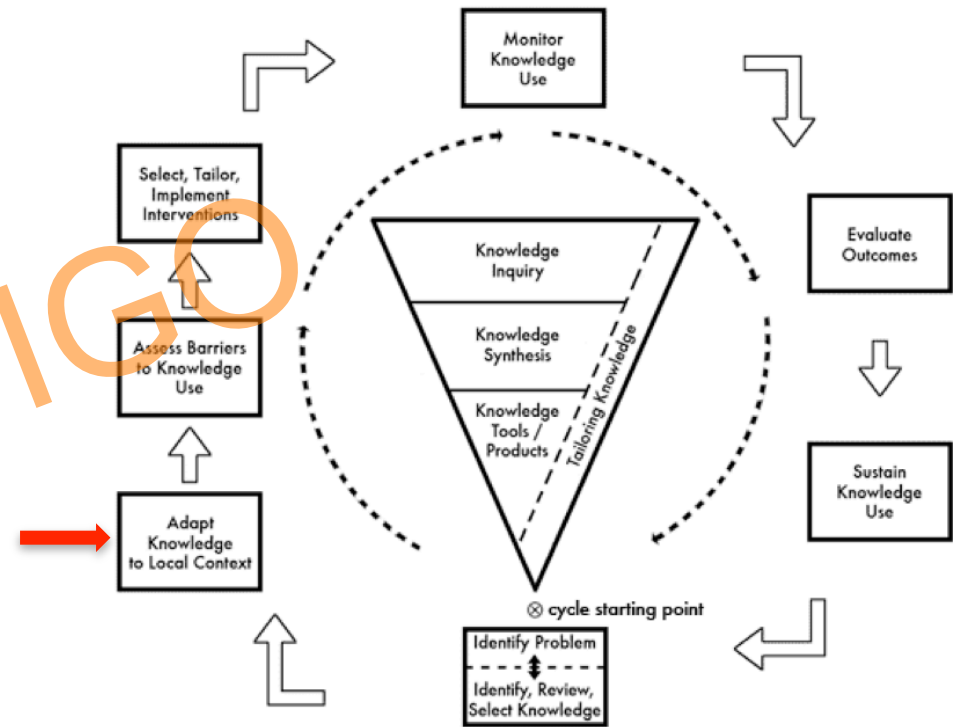 Monitor
Knowledge
Use
Select, Tailor,
Implement
Interventions
Evaluate
Outcomes
Knowledge
Inquiry
Knowledge
Synthesis
Knowledge
Tools /
Products
Tailoring Knowledge
Assess Barriers
to Knowledge
Use
Sustain
Knowledge
Use
Adapt
Knowledge
to Local Context
⊗ cycle starting point
Identify Problem
Identify, Review,
Select Knowledge
IGO